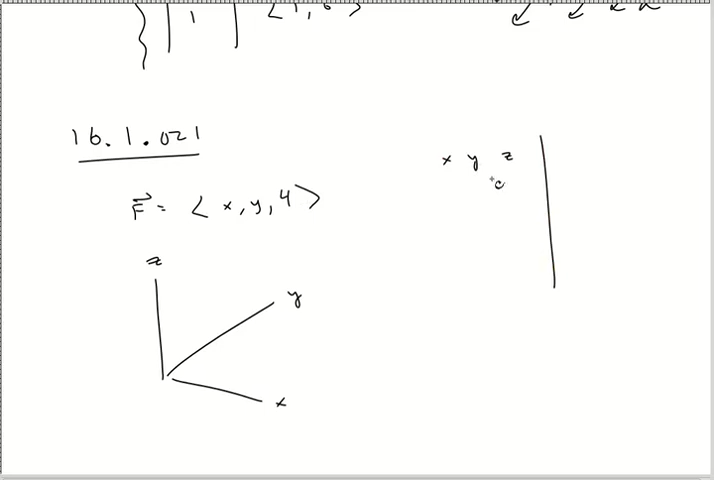 16.1.021
x y z
F⃗ = < x, y, 4 >
z
y
x